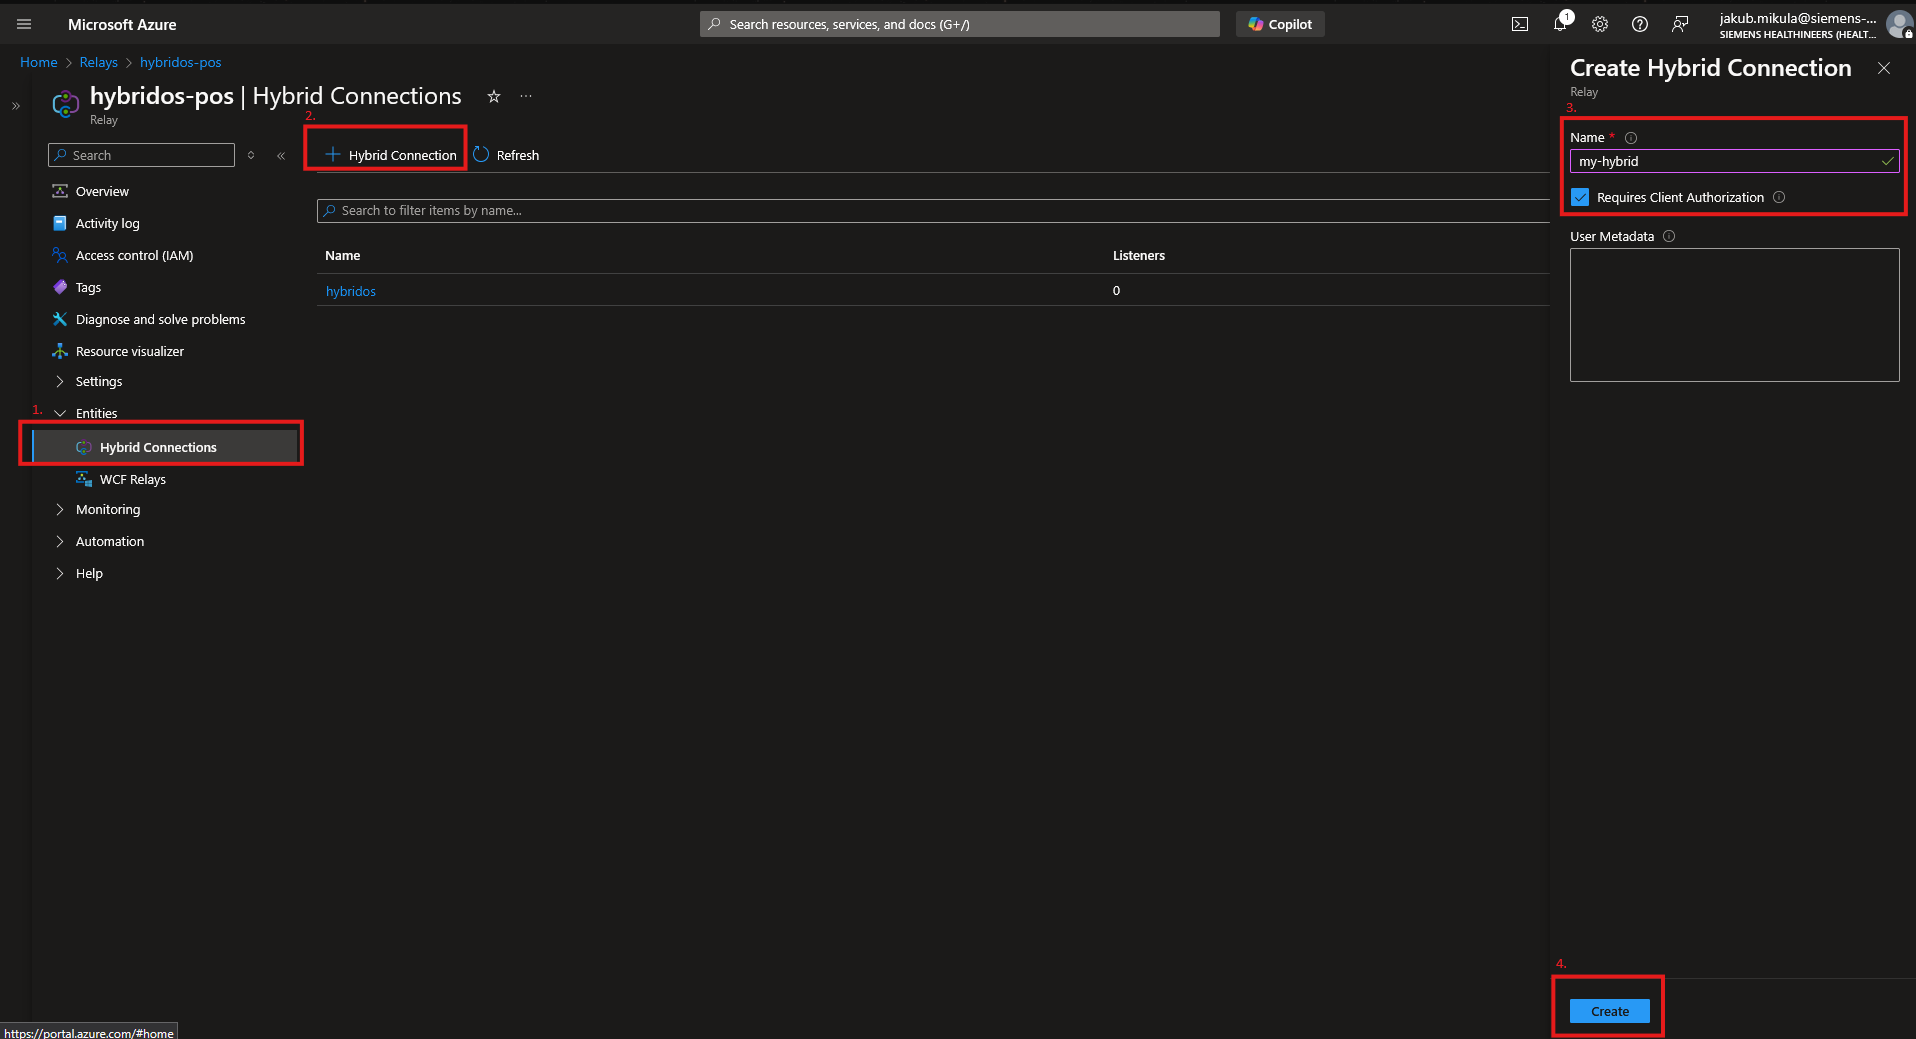 Microsoft Azure
Search resources, services, and docs (G+/)
Copilot
1
jakub.mikula@siemens-...
SIEMENS HEALTHINEERS (HEALT...
Home > Relays > hybridos-pos
hybridos-pos | Hybrid Connections
Relay
Search
Overview
Activity log
Access control (IAM)
Tags
Diagnose and solve problems
Resource visualizer
Settings
1.
Entities
Hybrid Connections
WCF Relays
Monitoring
Automation
Help
2.
Hybrid Connection
Refresh
Search to filter items by name...
Name Listeners
hybridos 0
Create Hybrid Connection
Relay
3.
Name *
my-hybrid
Requires Client Authorization
User Metadata
4.
Create
https://portal.azure.com/#home